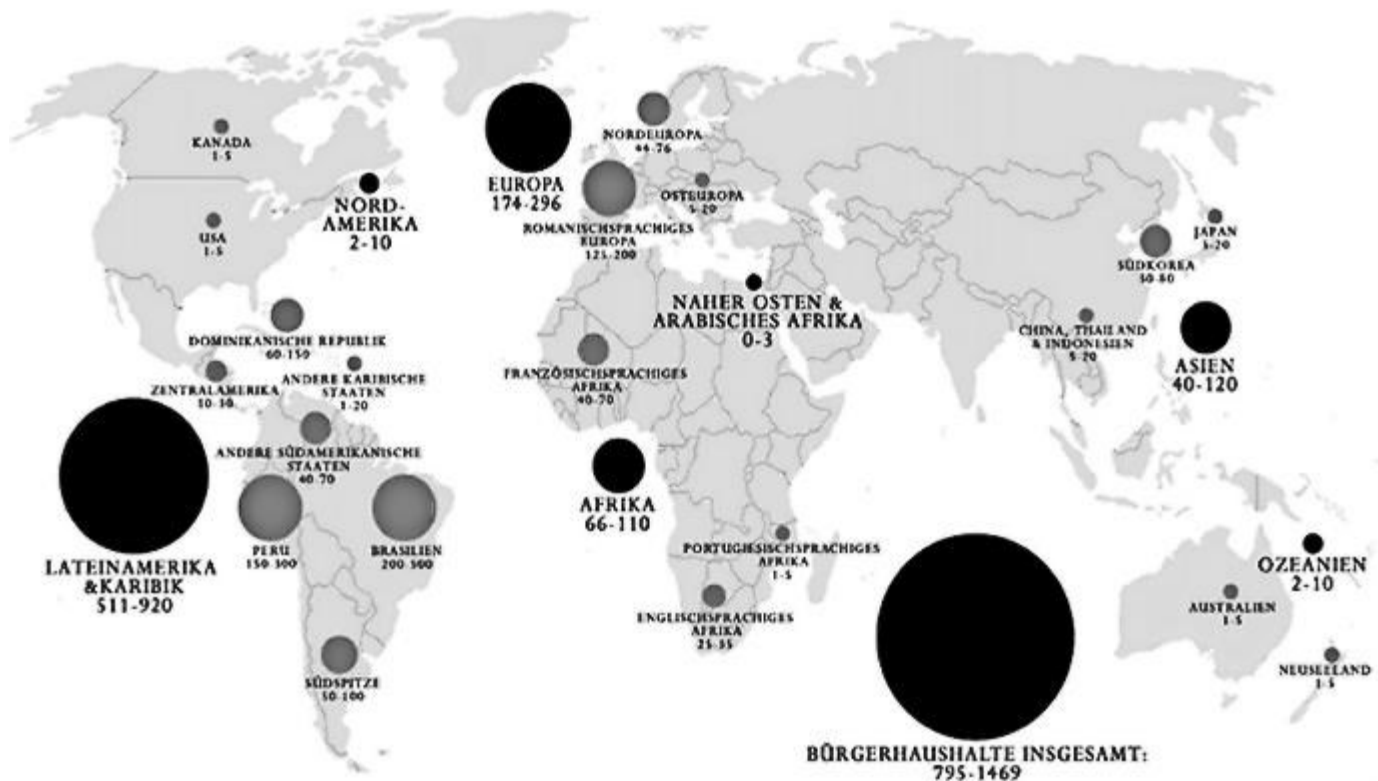 KANADA
1-5
NORD-
AMERIKA
2-10
USA
1-5
DOMINIKANISCHE REPUBLIK
60-150
ZENTRALAMERIKA
10-30
ANDERE KARIBISCHE
STAATEN
1-20
ANDERE SÜDAMERIKANISCHE
STAATEN
40-70
LATEINAMERIKA
&KARIBIK
511-920
PERU
150-300
BRASILIEN
200-300
SÜDSPITZE
50-100
EUROPA
174-296
NORDEUROPA
44-76
OSTEUROPA
5-20
ROMANISCHSPRACHIGES
EUROPA
125-200
NAHER OSTEN &
ARABISCHES AFRIKA
0-3
FRANZÖSISCHSPRACHIGES
AFRIKA
40-70
AFRIKA
66-110
PORTUGIESISCHSPRACHIGES
AFRIKA
1-5
ENGLISCHSPRACHIGES
AFRIKA
25-35
JAPAN
5-20
SÜDKOREA
30-80
CHINA, THAILAND
& INDONESIEN
5-20
ASIEN
40-120
OZEANIEN
2-10
AUSTRALIEN
1-5
NEUSEELAND
1-5
BÜRGERHAUSHALTE INSGESAMT:
795-1469